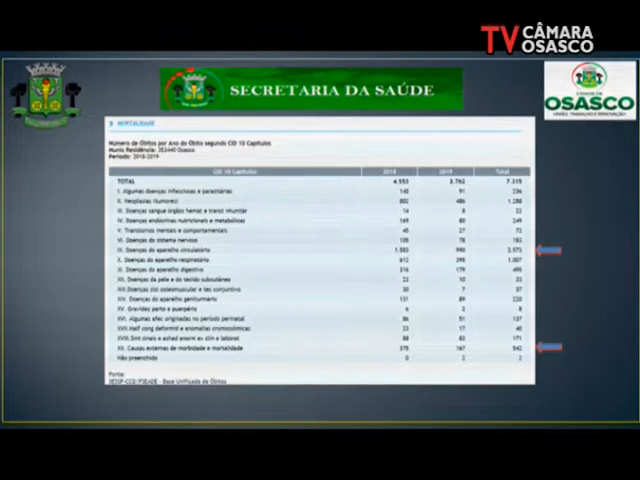 TV CÂMARA
OSASCO
SECRETARIA DA SAÚDE
CIDADE DE
OSASCO
UNIÃO, TRABALHO E RENOVAÇÃO
3 MORTALIDADE
Número de Óbitos por Ano do Óbito segundo CID 10 Capítulos
Munic Residência: 353440 Osasco
Período: 2018-2019
CID 10 Capítulos 2018 2019 Total
TOTAL 4.553 2.762 7.315
I. Algumas doenças infecciosas e parasitárias 145 91 236
II. Neoplasias (tumores) 802 486 1.288
III. Doenças sangue órgãos hemat e transt imunitár 14 8 22
IV. Doenças endócrinas nutricionais e metabólicas 169 80 249
V. Transtornos mentais e comportamentais 45 27 72
VI. Doenças do sistema nervoso 105 78 183
IX. Doenças do aparelho circulatório 1.583 990 2.573
X. Doenças do aparelho respiratório 612 395 1.007
XI. Doenças do aparelho digestivo 316 179 495
XII. Doenças da pele e do tecido subcutâneo 23 10 33
XIII.Doenças sist osteomuscular e tec conjuntivo 30 7 37
XIV. Doenças do aparelho geniturinário 131 89 220
XV. Gravidez parto e puerpério 6 2 8
XVI. Algumas afec originadas no período perinatal 86 51 137
XVII.Malf cong deformid e anomalias cromossômicas 23 17 40
XVIII.Sint sinais e achad anorm ex clín e laborat 88 83 171
XX. Causas externas de morbidade e mortalidade 375 167 542
Não preenchido 0 2 2
Fonte:
SESSP-CCD/FSEADE - Base Unificada de Óbitos